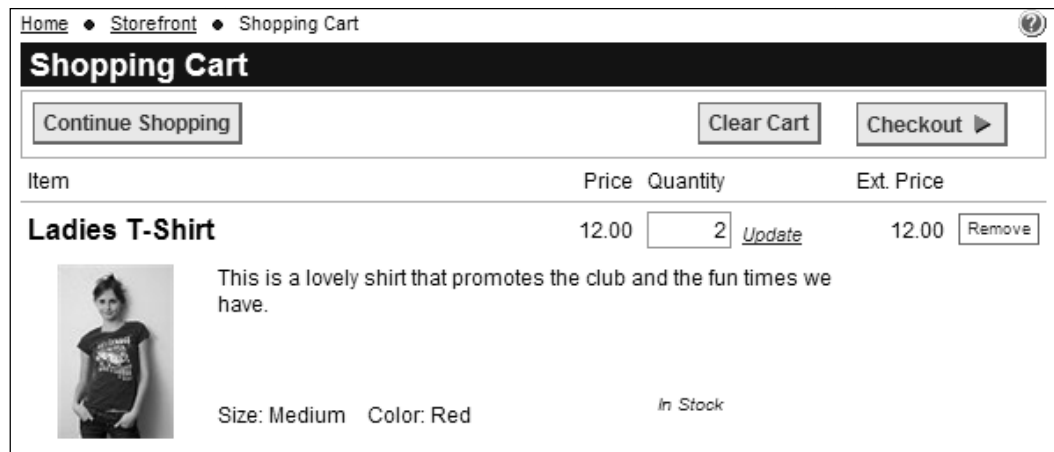 Home • Storefront • Shopping Cart
Shopping Cart
Continue Shopping Clear Cart Checkout
Item Price Quantity Ext. Price
Ladies T-Shirt 12.00 2 Update 12.00 Remove
This is a lovely shirt that promotes the club and the fun times we
have.
Size: Medium Color: Red In Stock